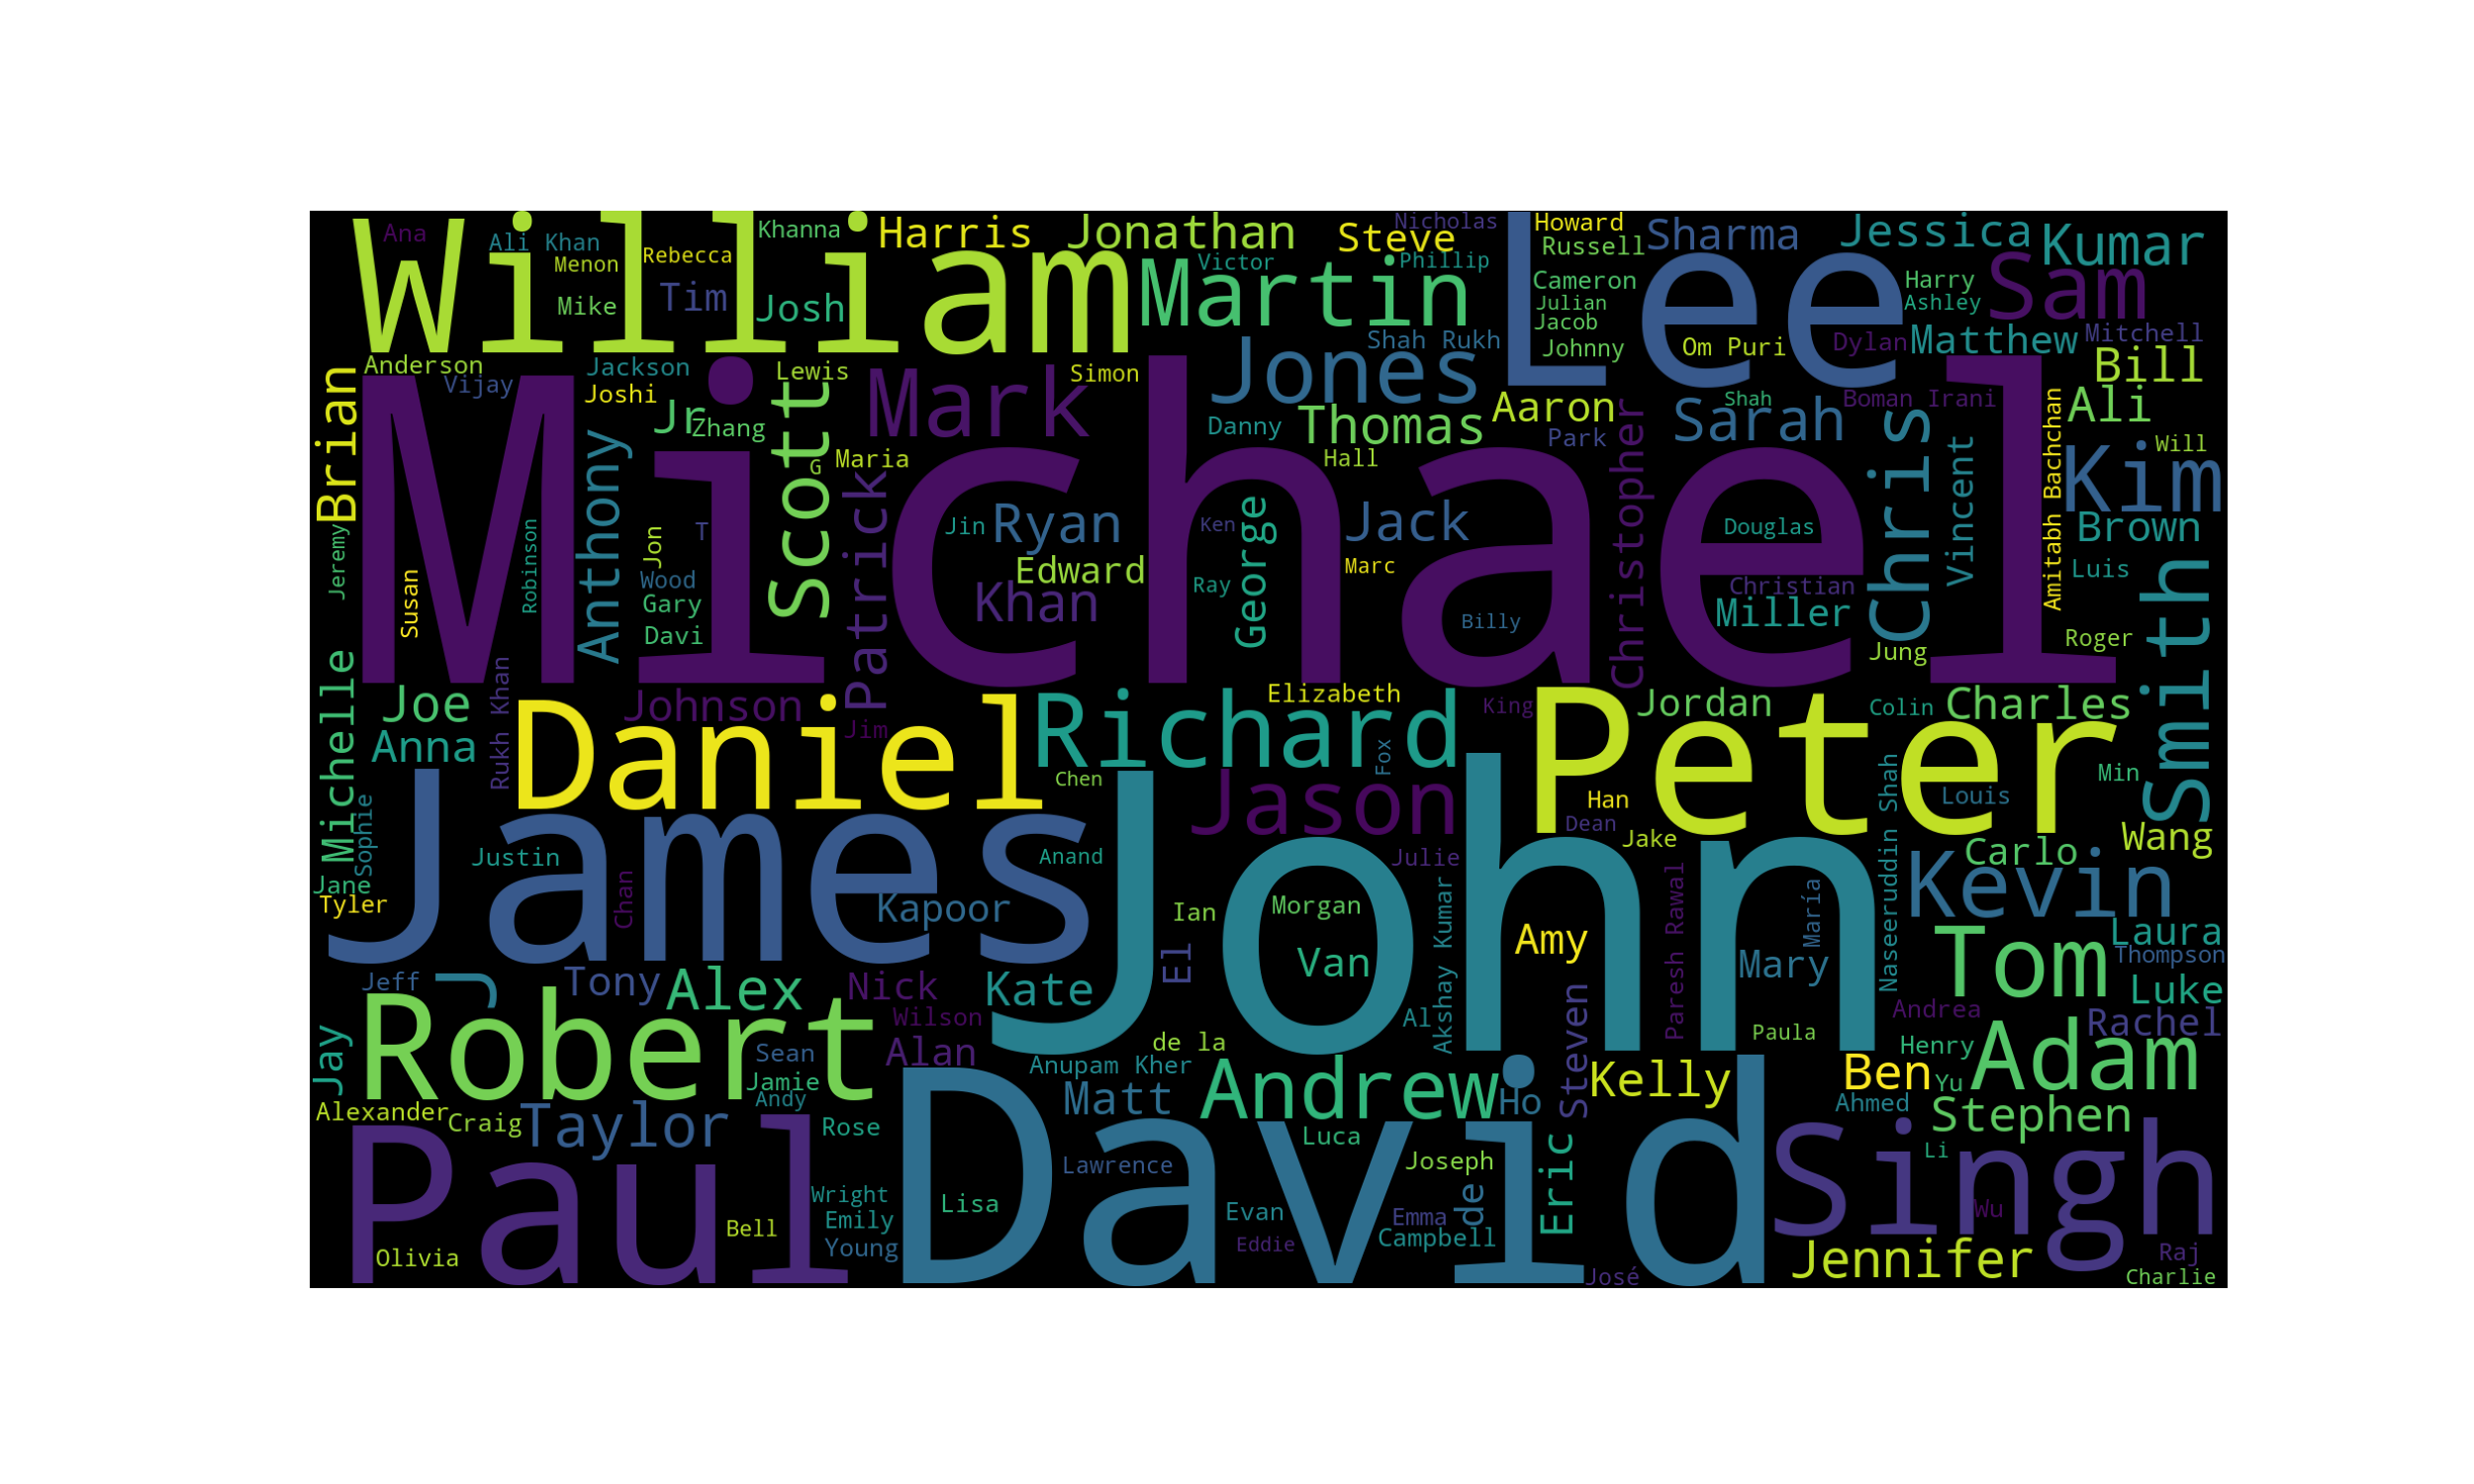 William
Lee
Ana
Ali Khan
Menon
Rebecca
Khanna
Harris
Jonathan
Steve
Nicholas
Howard
Russell
Sharma
Jessica
Kumar
Mike
Tim
Josh
Martin
Victor
Phillip
Cameron
Julian
Jacob
Johnny
Harry
Ashley
Sam
Anderson
Vijay
Jackson
Joshi
Lewis
Mark
Simon
Jones
Shah Rukh
Om Puri
Dylan
Matthew
Mitchell
Bill
Brian
Jr
Zhang
Scott
G
Maria
Danny
Thomas
Hall
Aaron
Park
Christopher
Sarah
Shah
Boman Irani
Chris
Vincent
Amitabh Bachchan
Ali
Will
Kim
Michael
Jeremy
Susan
Robinson
Anthony
Jon
T
Wood
Gary
Davi
Patrick
Jin
Ryan
Edward
Khan
Ken
Ray
George
Jack
Marc
Billy
Douglas
Christian
Miller
Jung
Brown
Luis
Roger
Smith
Michelle
Joe
Anna
Rukh Khan
Johnson
Jim
Daniel
Richard
Elizabeth
Fox
King
Peter
Jordan
Colin
Charles
Min
Sophie
Jane
Tyler
Justin
Chan
James
Kapoor
Chen
Anand
Jason
Julie
Han
Dean
Jake
Naseeruddin Shah
Louis
Carlo
Wang
Kevin
John
Ian
Morgan
Van
El
Akshay Kumar
Al
Amy
Paresh Rawal
María
Mary
Paula
Tom
Laura
Thompson
Luke
Andrea
Rachel
Jeff
J
Tony
Alex
Nick
Wilson
Alan
Kate
de la
Anupam Kher
Jay
Robert
Sean
Jamie
Andy
Matt
Andrew
Ho
Steven
Kelly
Ben
Henry
Yu
Adam
Ahmed
Stephen
Alexander
Craig
Taylor
Rose
Paul
David
Lawrence
Luca
Joseph
Eric
Singh
Li
Wu
Wright
Emily
Young
Lisa
Bell
Olivia
Evan
Eddie
Emma
de
Campbell
José
Jennifer
Raj
Charlie